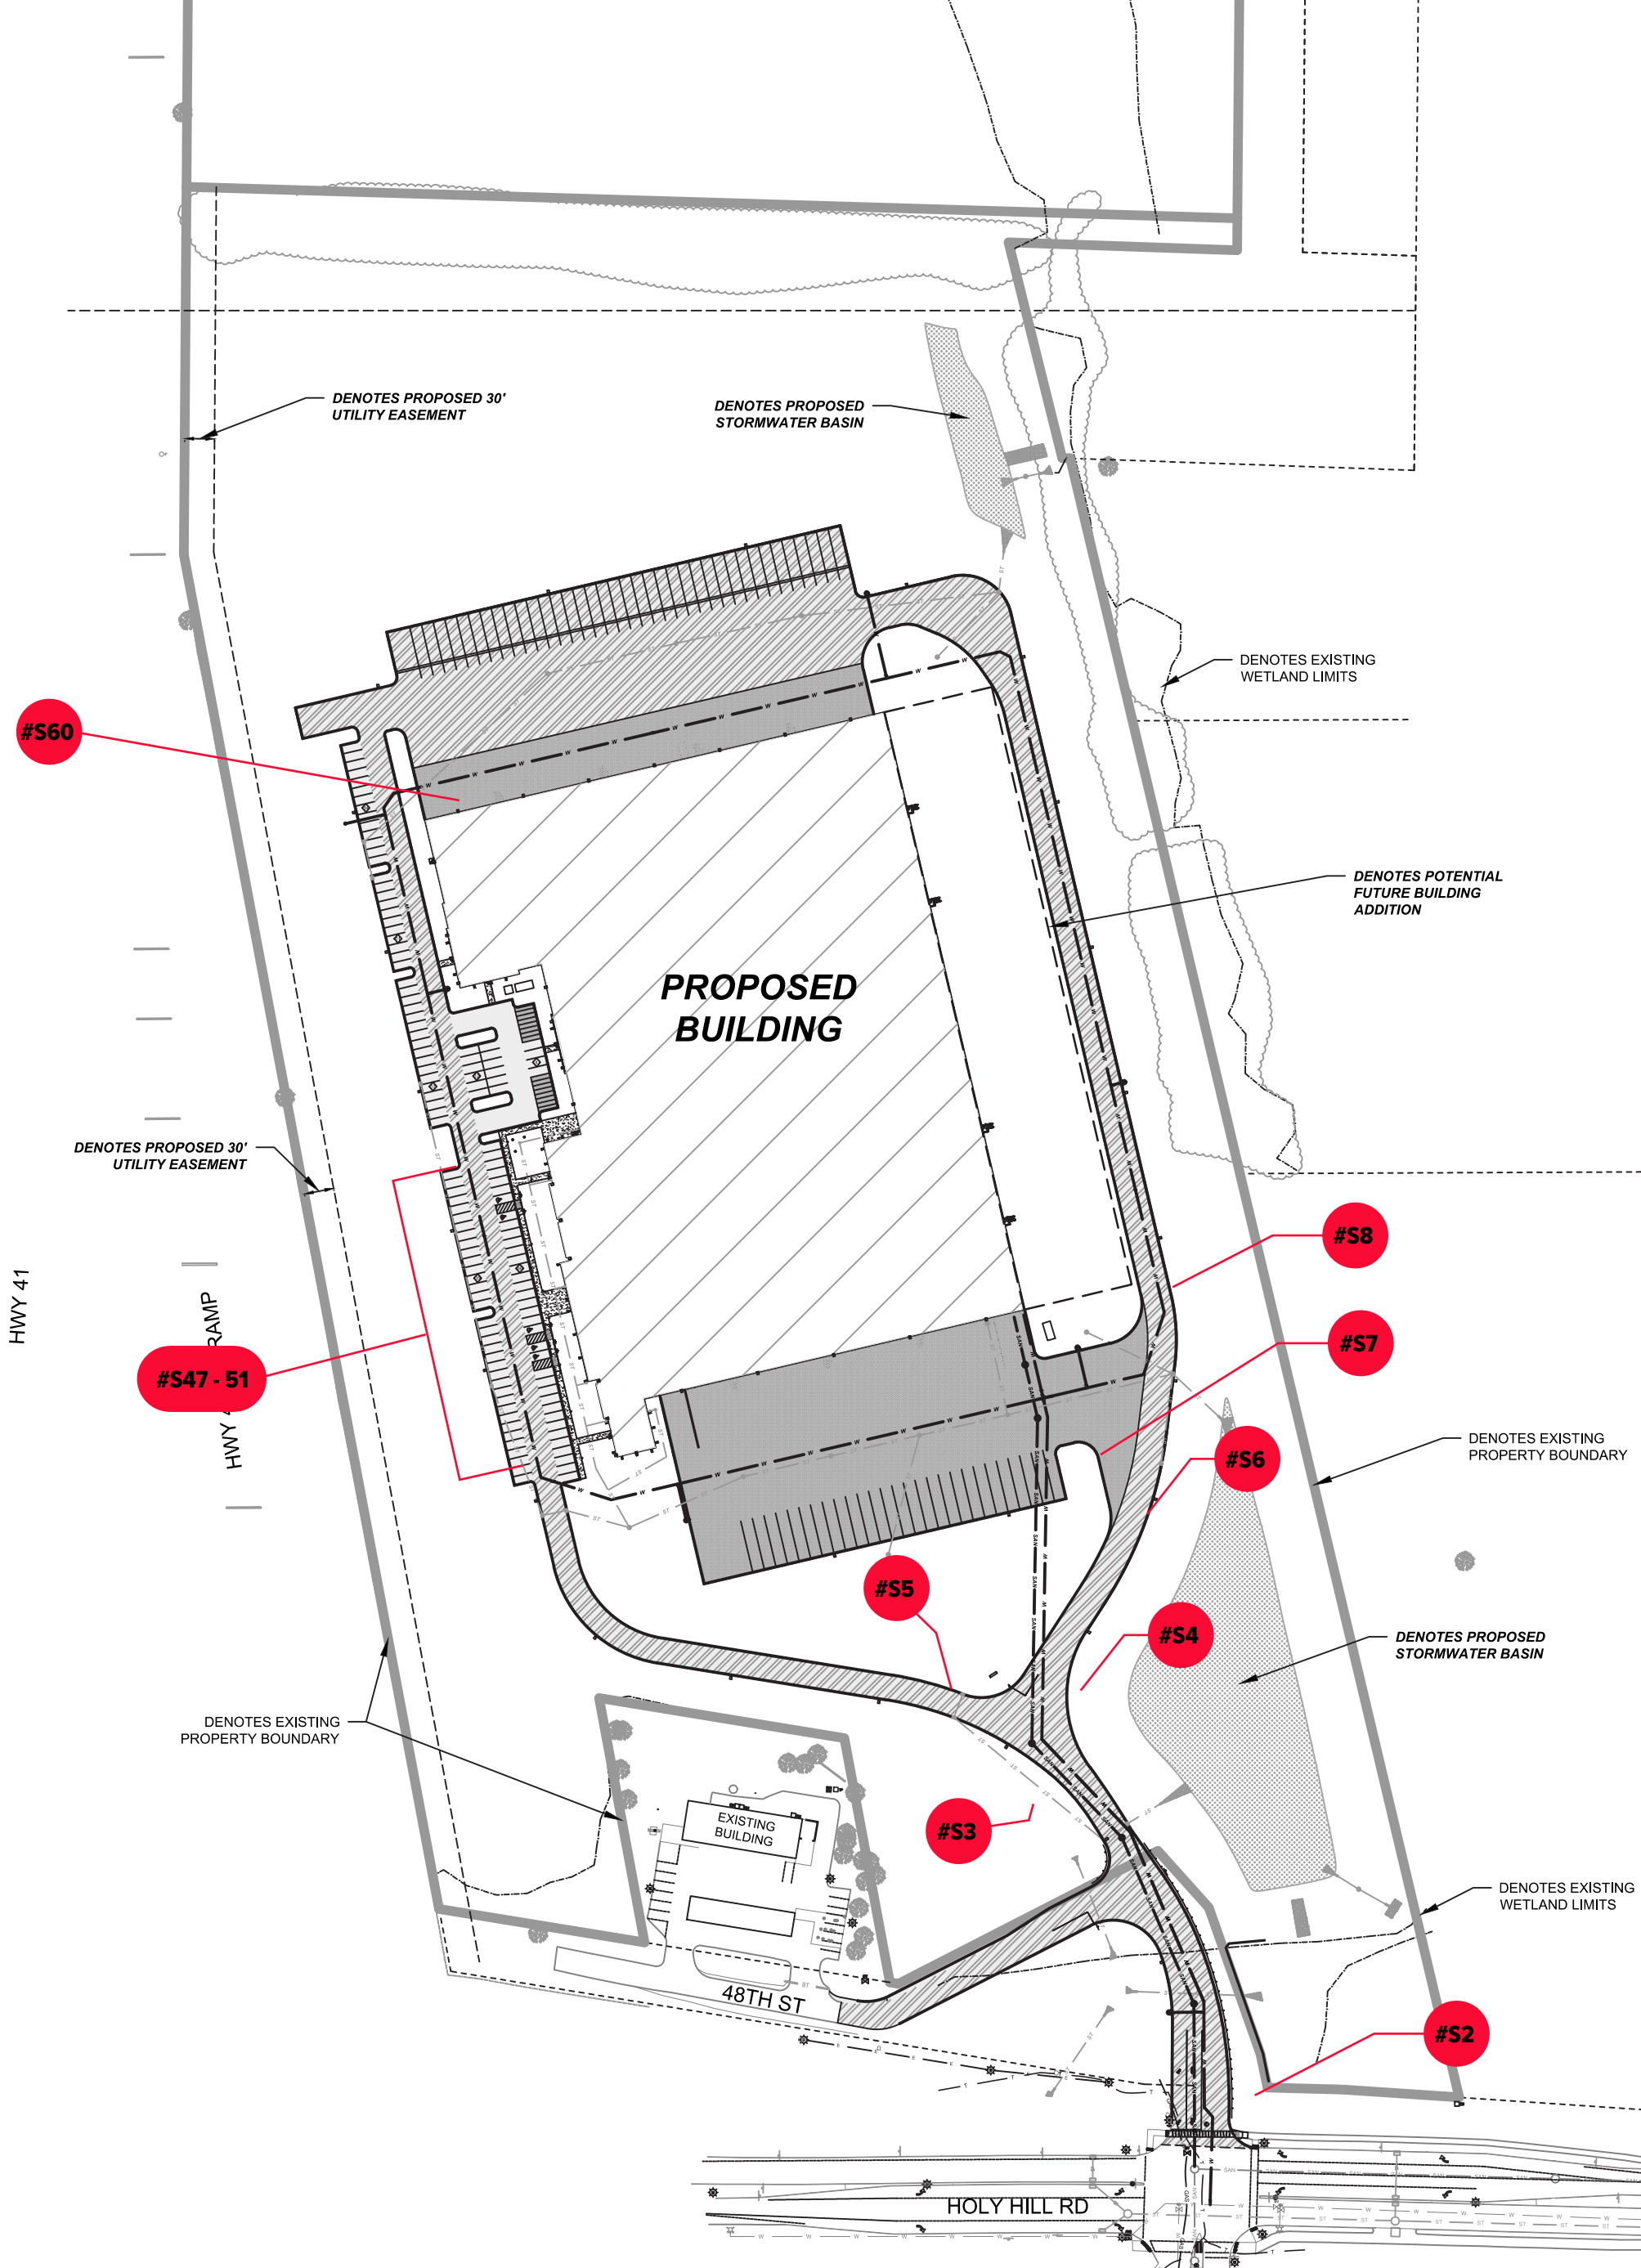 DENOTES PROPOSED 30'
UTILITY EASEMENT
DENOTES PROPOSED
STORMWATER BASIN
DENOTES EXISTING
WETLAND LIMITS
#S60
DENOTES POTENTIAL
FUTURE BUILDING
ADDITION
PROPOSED
BUILDING
DENOTES PROPOSED 30'
UTILITY EASEMENT
#S8
HWY 41
RAMP
#S7
#S47 - 51
HWY
DENOTES EXISTING
PROPERTY BOUNDARY
#S6
#S5
#S4
DENOTES PROPOSED
STORMWATER BASIN
DENOTES EXISTING
PROPERTY BOUNDARY
EXISTING
BUILDING
#S3
DENOTES EXISTING
WETLAND LIMITS
48TH ST
#S2
HOLY HILL RD